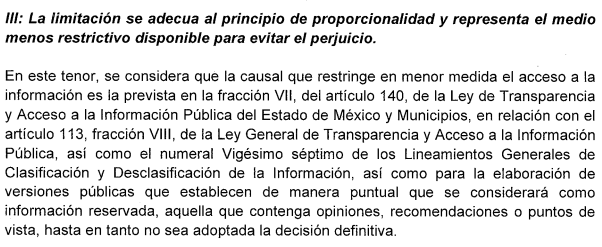 III: La limitación se adecua al principio de proporcionalidad y representa el medio
menos restrictivo disponible para evitar el perjuicio.
En este tenor, se considera que la causal que restringe en menor medida el acceso a la
información es la prevista en la fracción VII, del artículo 140, de la Ley de Transparencia
y Acceso a la Información Pública del Estado de México y Municipios, en relación con el
artículo 113, fracción VIII, de la Ley General de Transparencia y Acceso a la Información
Pública, así como el numeral Vigésimo séptimo de los Lineamientos Generales de
Clasificación y Desclasificación de la Información, así como para la elaboración de
versiones públicas que establecen de manera puntual que se considerará como
información reservada, aquella que contenga opiniones, recomendaciones o puntos de
vista, hasta en tanto no sea adoptada la decisión definitiva.